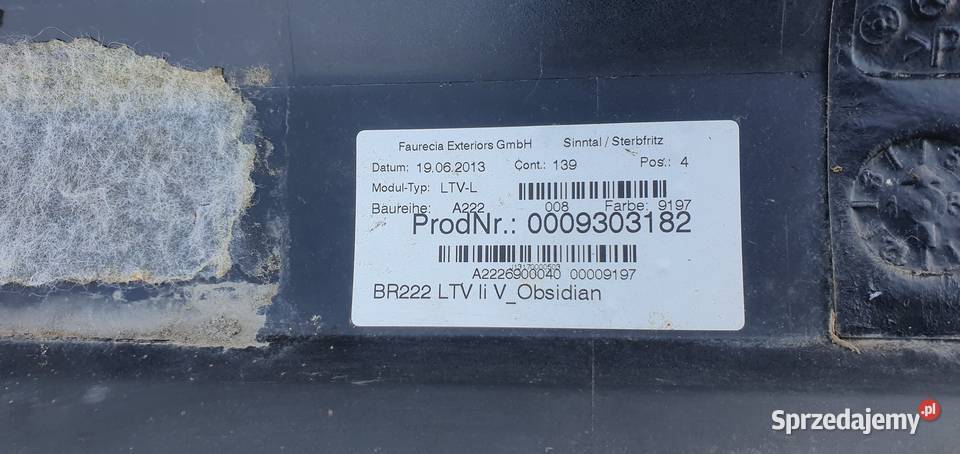 Faurecia Exteriors GmbH Sinntal / Sterbfritz
Datum: 19.06.2013 Cont.: 139 Pos.: 4
Modul-Typ: LTV-L
Baureihe: A222 008 Farbe: 9197
ProdNr.: 0009303182
A2226900040 00009197
BR222 LTV li V_Obsidian
Sprzedajemy.pl